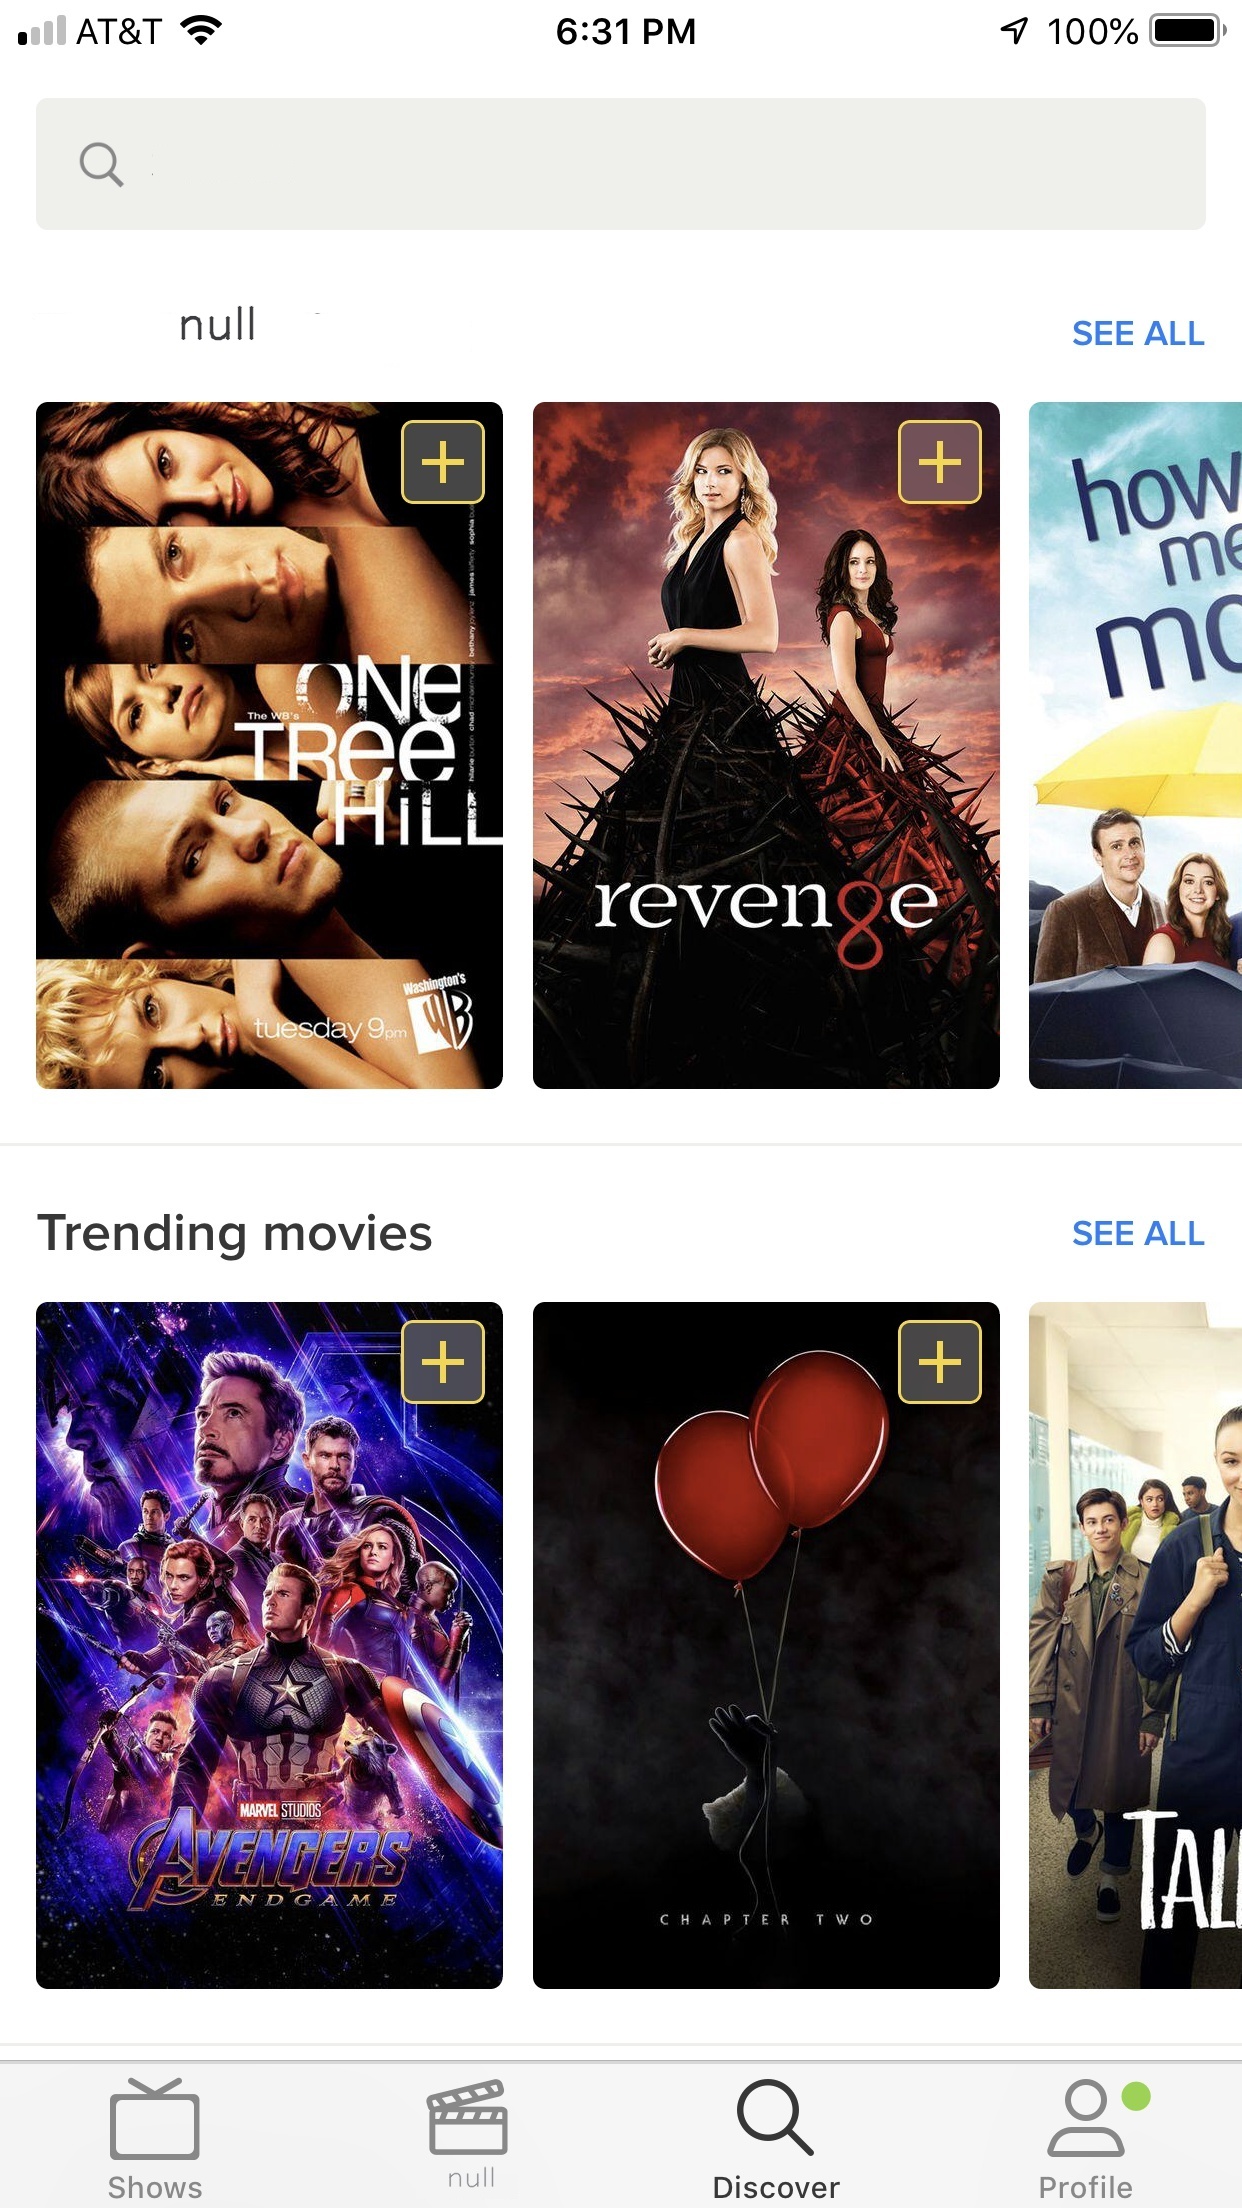 AT&T 6:31 PM 100%
null SEE ALL
The WB's
ONe
TRee
HiLL
tuesday 9pm
Washington's
WB
revenge
how
me
mo
Trending movies SEE ALL
MARVEL STUDIOS
AVENGERS
ENDGAME
CHAPTER TWO
TAL
Shows null Discover Profile